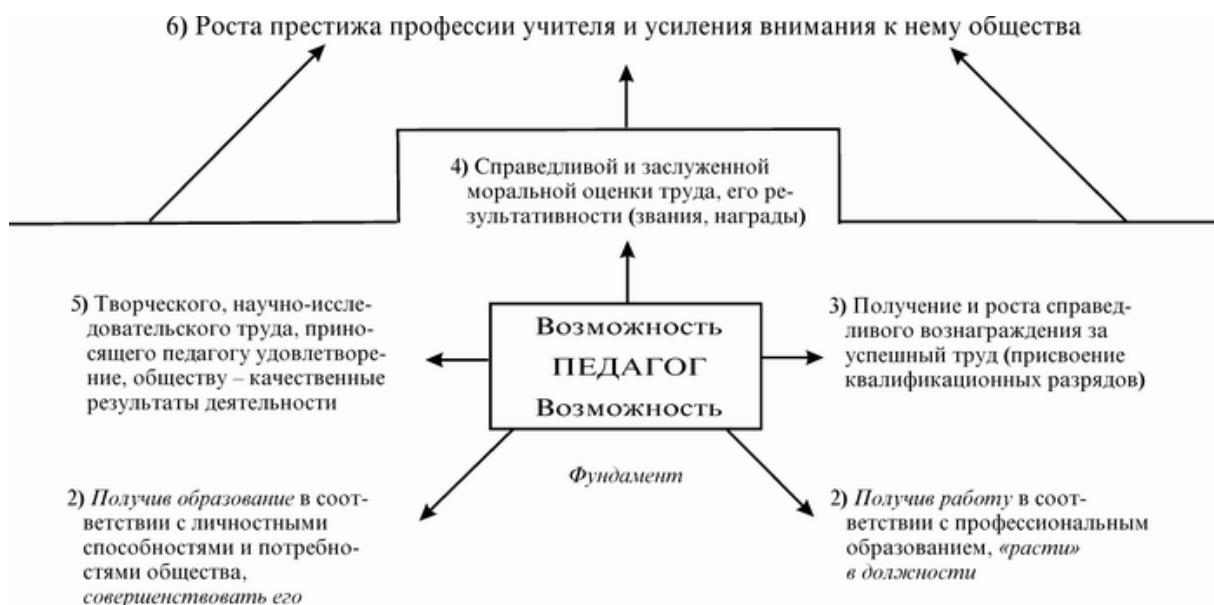 6) Роста престижа профессии учителя и усиления внимания к нему общества
4) Справедливой и заслуженной
моральной оценки труда, его ре-
зультативности (звания, награды)
5) Творческого, научно-иссле-
довательского труда, прино-
сящего педагогу удовлетворе-
ние, обществу – качественные
результаты деятельности
Возможность
ПЕДАГОГ
Возможность
3) Получение и роста справед-
ливого вознаграждения за
успешный труд (присвоение
квалификационных разрядов)
Фундамент
2) Получив образование в соот-
ветствии с личностными
способностями и потребно-
стями общества,
совершенствовать его
2) Получив работу в соот-
ветствии с профессиональным
образованием, «расти»
в должности